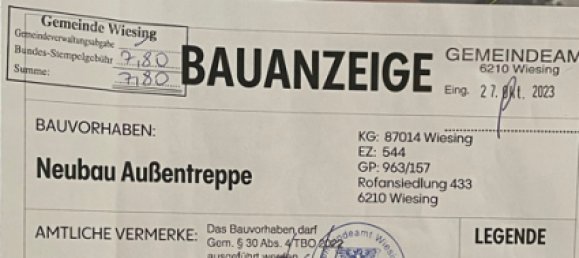 Gemeinde Wiesing
Gemeindeverwaltungsabgabe
Bundes-Stempelgebühr 7,80
Summe: 7,80
BAUANZEIGE
GEMEINDEAM
6210 Wiesing
Eing. 27. Okt. 2023
BAUVORHABEN:
Neubau Außentreppe
KG: 87014 Wiesing
EZ: 544
GP: 963/157
Rofansiedlung 433
6210 Wiesing
AMTLICHE VERMERKE:
Das Bauvorhaben darf
Gem. § 30 Abs. 4 TBO 2022
ausgeführt werden
LEGENDE